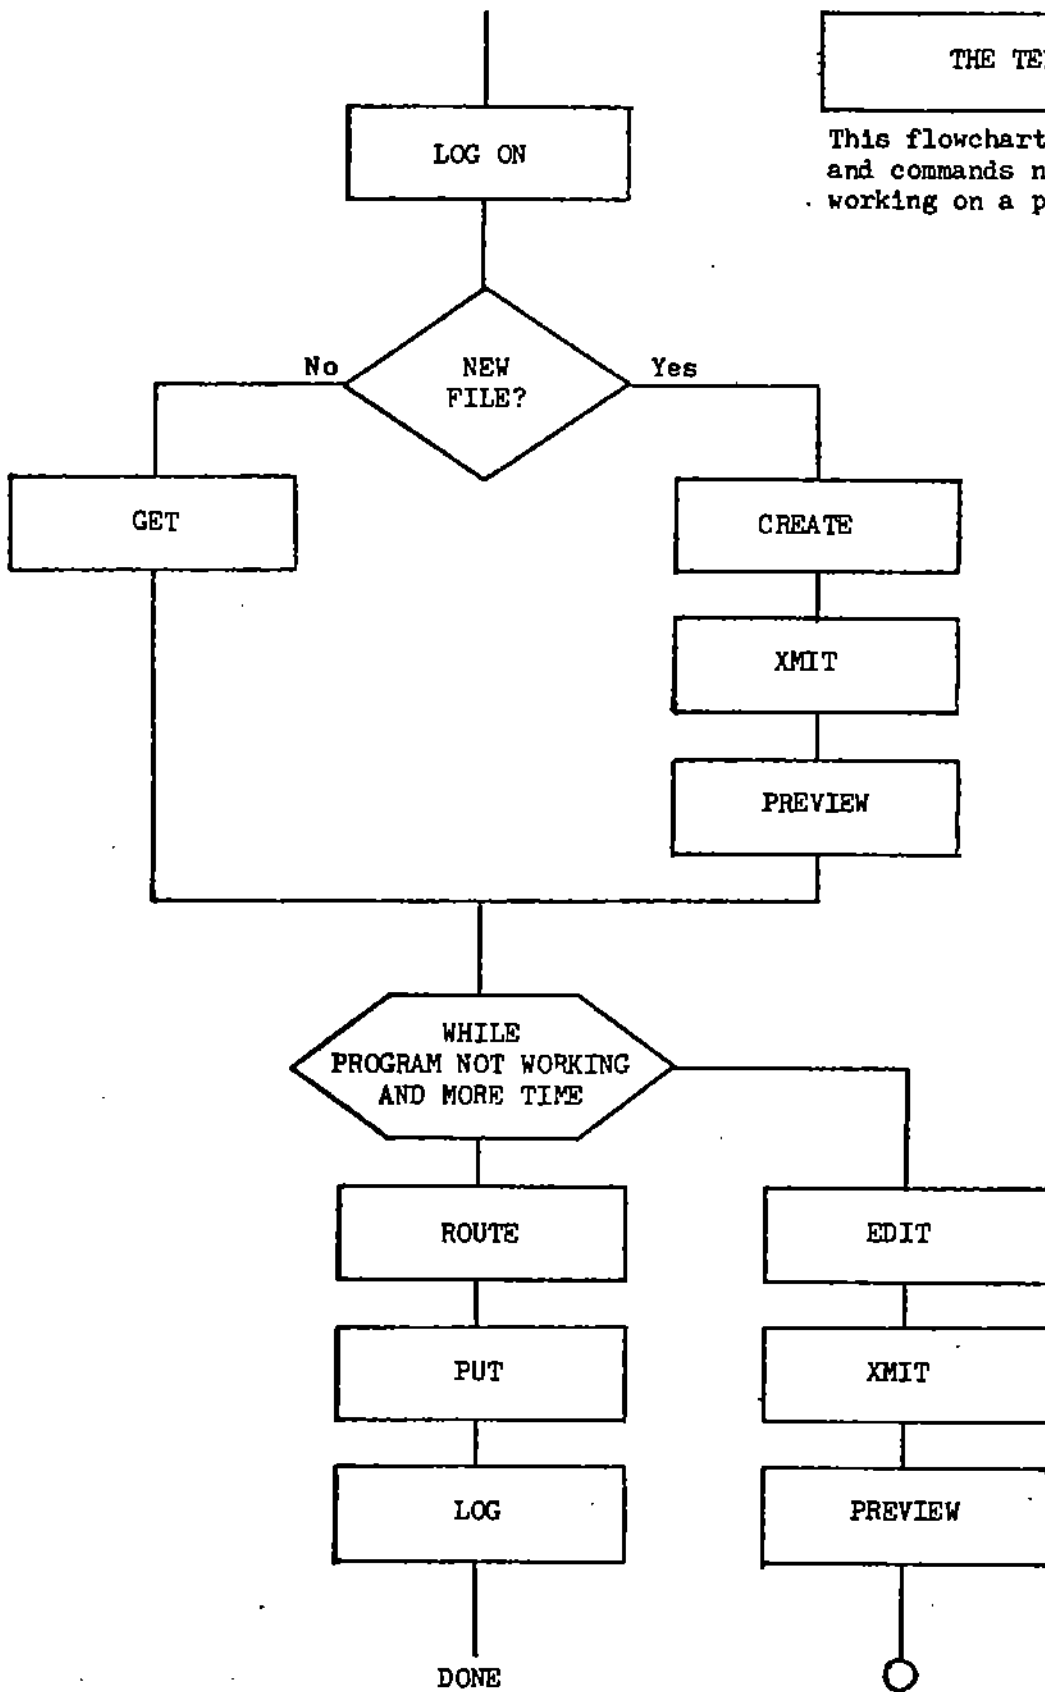 THE
This flowchart
and commands
working on a
LOG ON
NEW
FILE?
No
Yes
GET
CREATE
XMIT
PREVIEW
WHILE
PROGRAM NOT WORKING
AND MORE TIME
ROUTE
EDIT
PUT
XMIT
LOG
PREVIEW
DONE